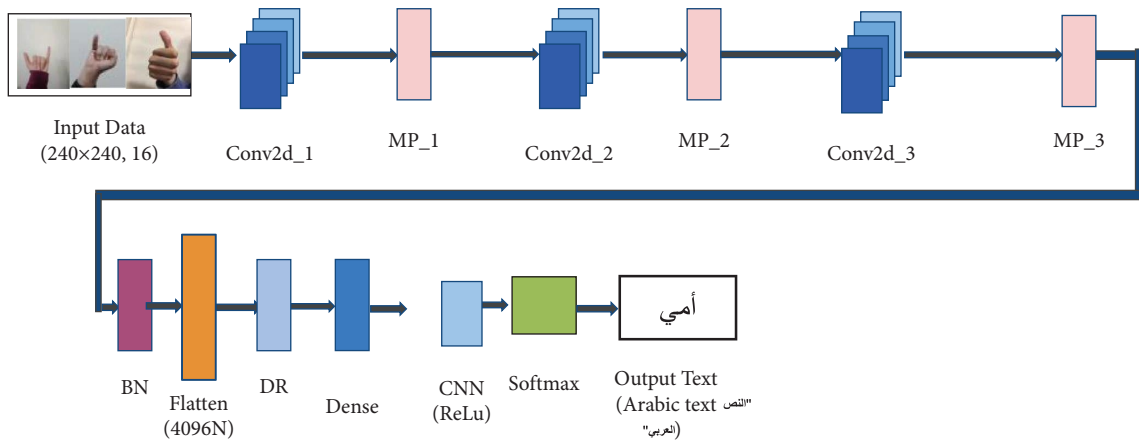 Input Data
(240×240, 16)
Conv2d_1
MP_1
Conv2d_2
MP_2
Conv2d_3
MP_3
BN
Flatten
(4096N)
DR
Dense
CNN
(ReLu)
Softmax
أمي
Output Text
(Arabic text "النص
العربي")